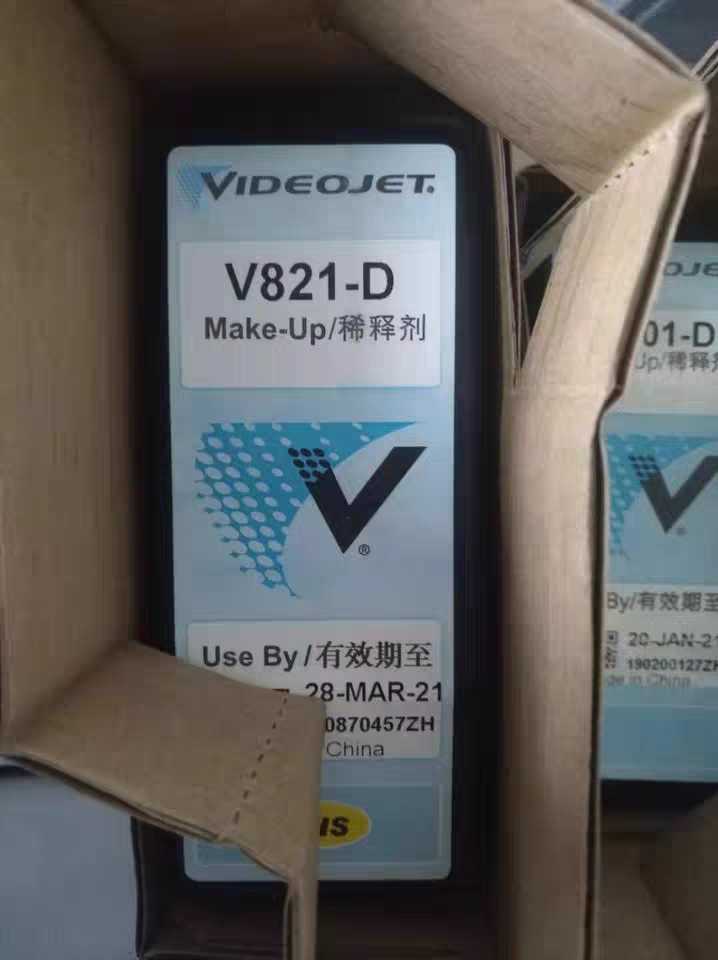 VIDEOJET®
V821-D
Make-Up/稀释剂
V®
Use By/有效期至
28-MAR-21
0870457ZH
China
IS
OJE
01-D
Up/稀释剂
V
By/有效期至
20-JAN-21
190200127ZH
de in China